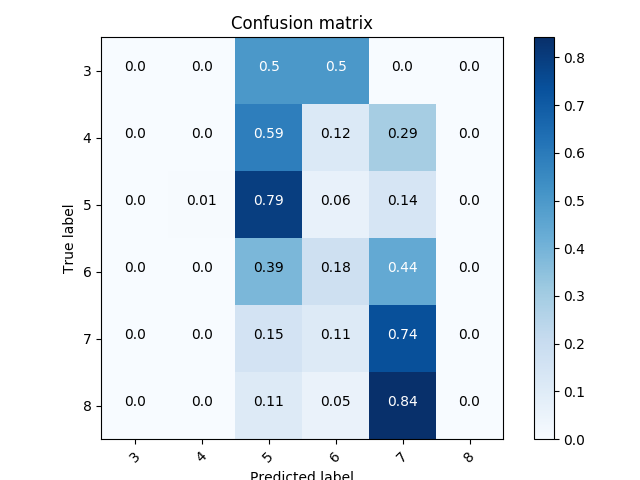 Confusion matrix
True label
3 0.0 0.0 0.5 0.5 0.0 0.0
4 0.0 0.0 0.59 0.12 0.29 0.0
5 0.0 0.01 0.79 0.06 0.14 0.0
6 0.0 0.0 0.39 0.18 0.44 0.0
7 0.0 0.0 0.15 0.11 0.74 0.0
8 0.0 0.0 0.11 0.05 0.84 0.0
3 4 5 6 7 8
Predicted label
0.8
0.7
0.6
0.5
0.4
0.3
0.2
0.1
0.0